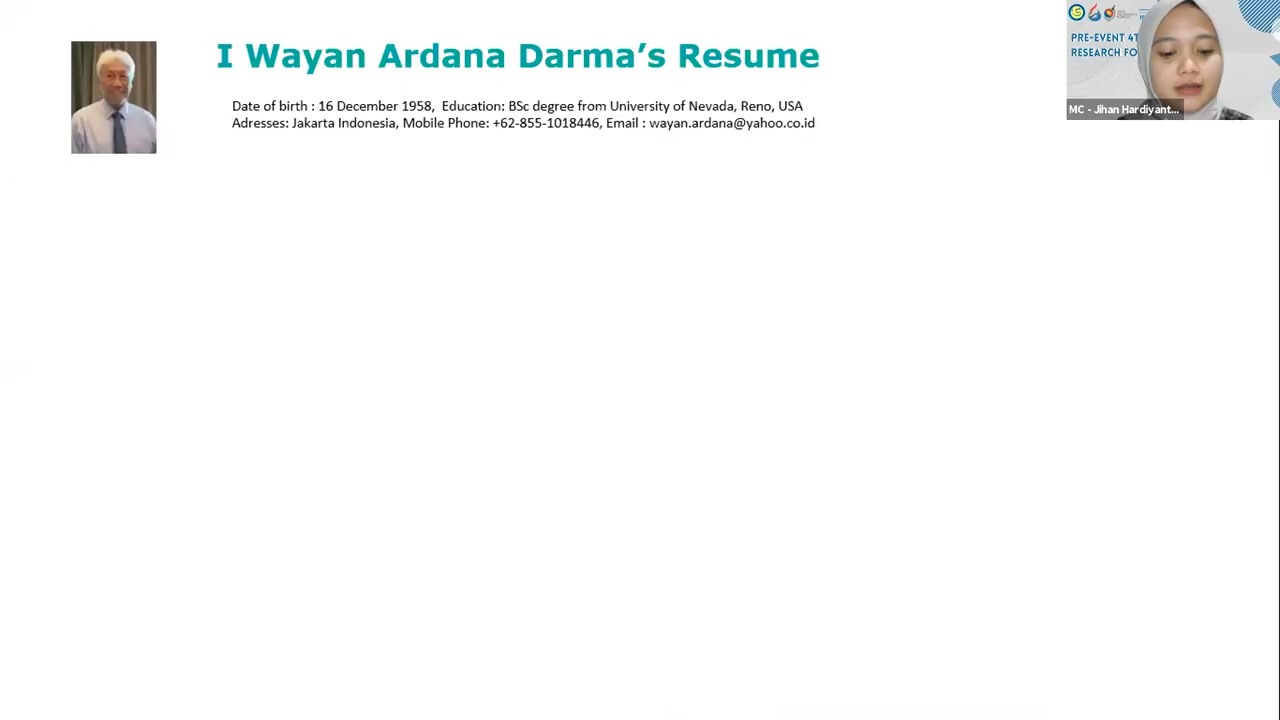 I Wayan Ardana Darma’s Resume
Date of birth : 16 December 1958, Education: BSc degree from University of Nevada, Reno, USA
Adresses: Jakarta Indonesia, Mobile Phone: +62-855-1018446, Email : wayan.ardana@yahoo.co.id
PRE-EVENT 4T
RESEARCH FO
MC - Jihan Hardiyant...